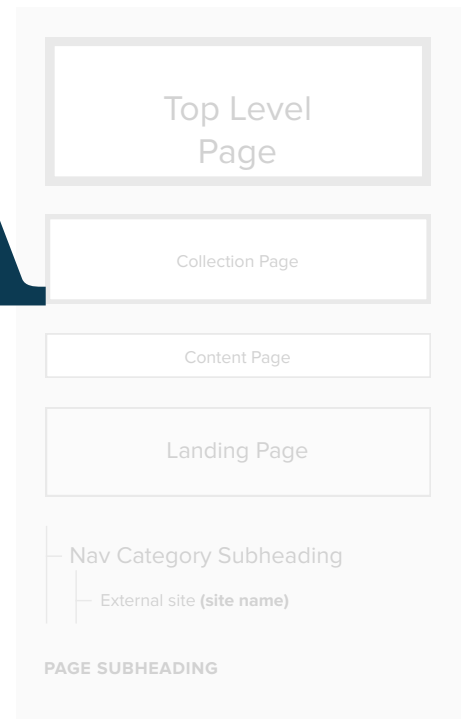 Top Level
Page
Collection Page
Content Page
Landing Page
Nav Category Subheading
External site (site name)
PAGE SUBHEADING